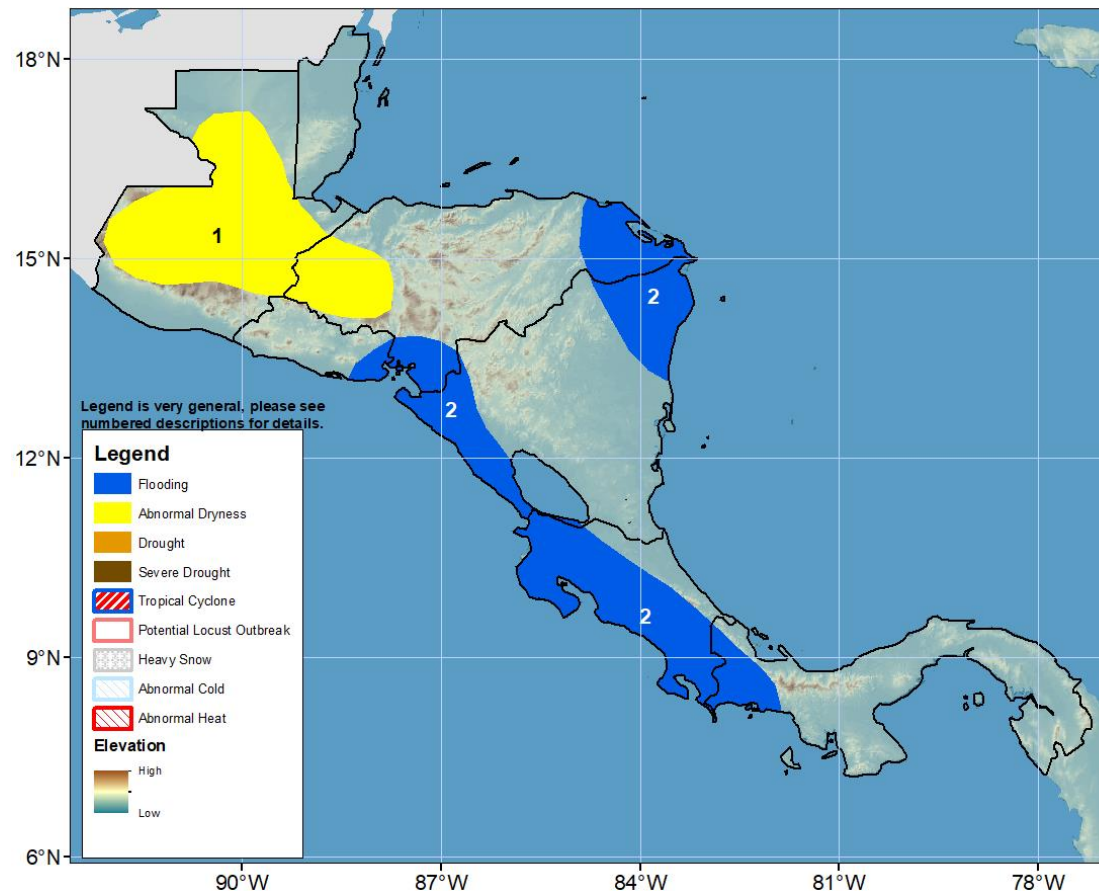 18°N
15°N
12°N
9°N
6°N
1
2
2
2
Legend is very general, please see
numbered descriptions for details.
Legend
Flooding
Abnormal Dryness
Drought
Severe Drought
Tropical Cyclone
Potential Locust Outbreak
Heavy Snow
Abnormal Cold
Abnormal Heat
Elevation
High
Low
90°W
87°W
84°W
81°W
78°W